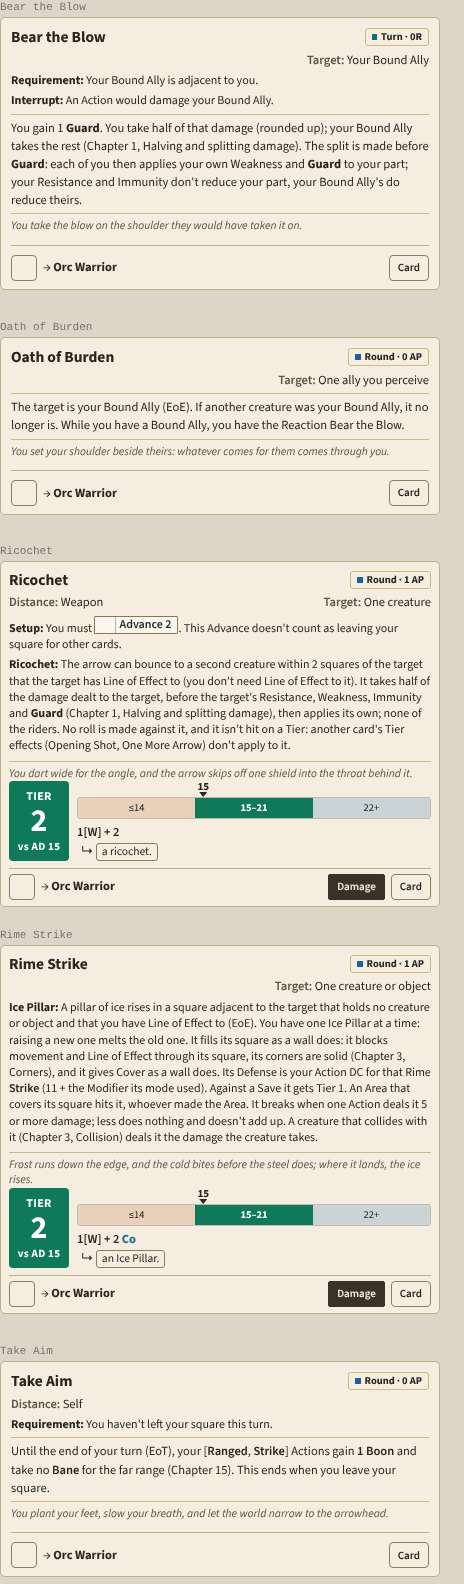 Bear the Blow
Bear the Blow
Turn · 0R
Target: Your Bound Ally
Requirement: Your Bound Ally is adjacent to you.
Interrupt: An Action would damage your Bound Ally.
You gain 1 Guard. You take half of that damage (rounded up); your Bound Ally
takes the rest (Chapter 1, Halving and splitting damage). The split is made before
Guard: each of you then applies your own Weakness and Guard to your part;
your Resistance and Immunity don't reduce your part, your Bound Ally's do
reduce theirs.
You take the blow on the shoulder they would have taken it on.
→ Orc Warrior
Card
Oath of Burden
Oath of Burden
Round · 0 AP
Target: One ally you perceive
The target is your Bound Ally (EoE). If another creature was your Bound Ally, it no
longer is. While you have a Bound Ally, you have the Reaction Bear the Blow.
You set your shoulder beside theirs: whatever comes for them comes through you.
→ Orc Warrior
Card
Ricochet
Ricochet
Round · 1 AP
Distance: Weapon
Target: One creature
Setup: You must Advance 2 . This Advance doesn't count as leaving your
square for other cards.
Ricochet: The arrow can bounce to a second creature within 2 squares of the target
that the target has Line of Effect to (you don't need Line of Effect to it). It takes half of
the damage dealt to the target, before the target's Resistance, Weakness, Immunity
and Guard (Chapter 1, Halving and splitting damage), then applies its own; none of
the riders. No roll is made against it, and it isn't hit on a Tier: another card's Tier
effects (Opening Shot, One More Arrow) don't apply to it.
You dart wide for the angle, and the arrow skips off one shield into the throat behind it.
TIER
2
vs AD 15
15
≤14
15–21
22+
1[W] + 2
↪ a ricochet.
→ Orc Warrior
Damage
Card
Rime Strike
Rime Strike
Round · 1 AP
Target: One creature or object
Ice Pillar: A pillar of ice rises in a square adjacent to the target that holds no creature
or object and that you have Line of Effect to (EoE). You have one Ice Pillar at a time:
raising a new one melts the old one. It fills its square as a wall does: it blocks
movement and Line of Effect through its square, its corners are solid (Chapter 3,
Corners), and it gives Cover as a wall does. Its Defense is your Action DC for that Rime
Strike (11 + the Modifier its mode used). Against a Save it gets Tier 1. An Area that
covers its square hits it, whoever made the Area. It breaks when one Action deals it 5
or more damage; less does nothing and doesn't add up. A creature that collides with
it (Chapter 3, Collision) deals it the damage the creature takes.
Frost runs down the edge, and the cold bites before the steel does; where it lands, the ice
rises.
TIER
2
vs AD 15
15
≤14
15–21
22+
1[W] + 2 Co
↪ an Ice Pillar.
→ Orc Warrior
Damage
Card
Take Aim
Take Aim
Round · 0 AP
Distance: Self
Requirement: You haven't left your square this turn.
Until the end of your turn (EoT), your [Ranged, Strike] Actions gain 1 Boon and
take no Bane for the far range (Chapter 15). This ends when you leave your
square.
You plant your feet, slow your breath, and let the world narrow to the arrowhead.
→ Orc Warrior
Card